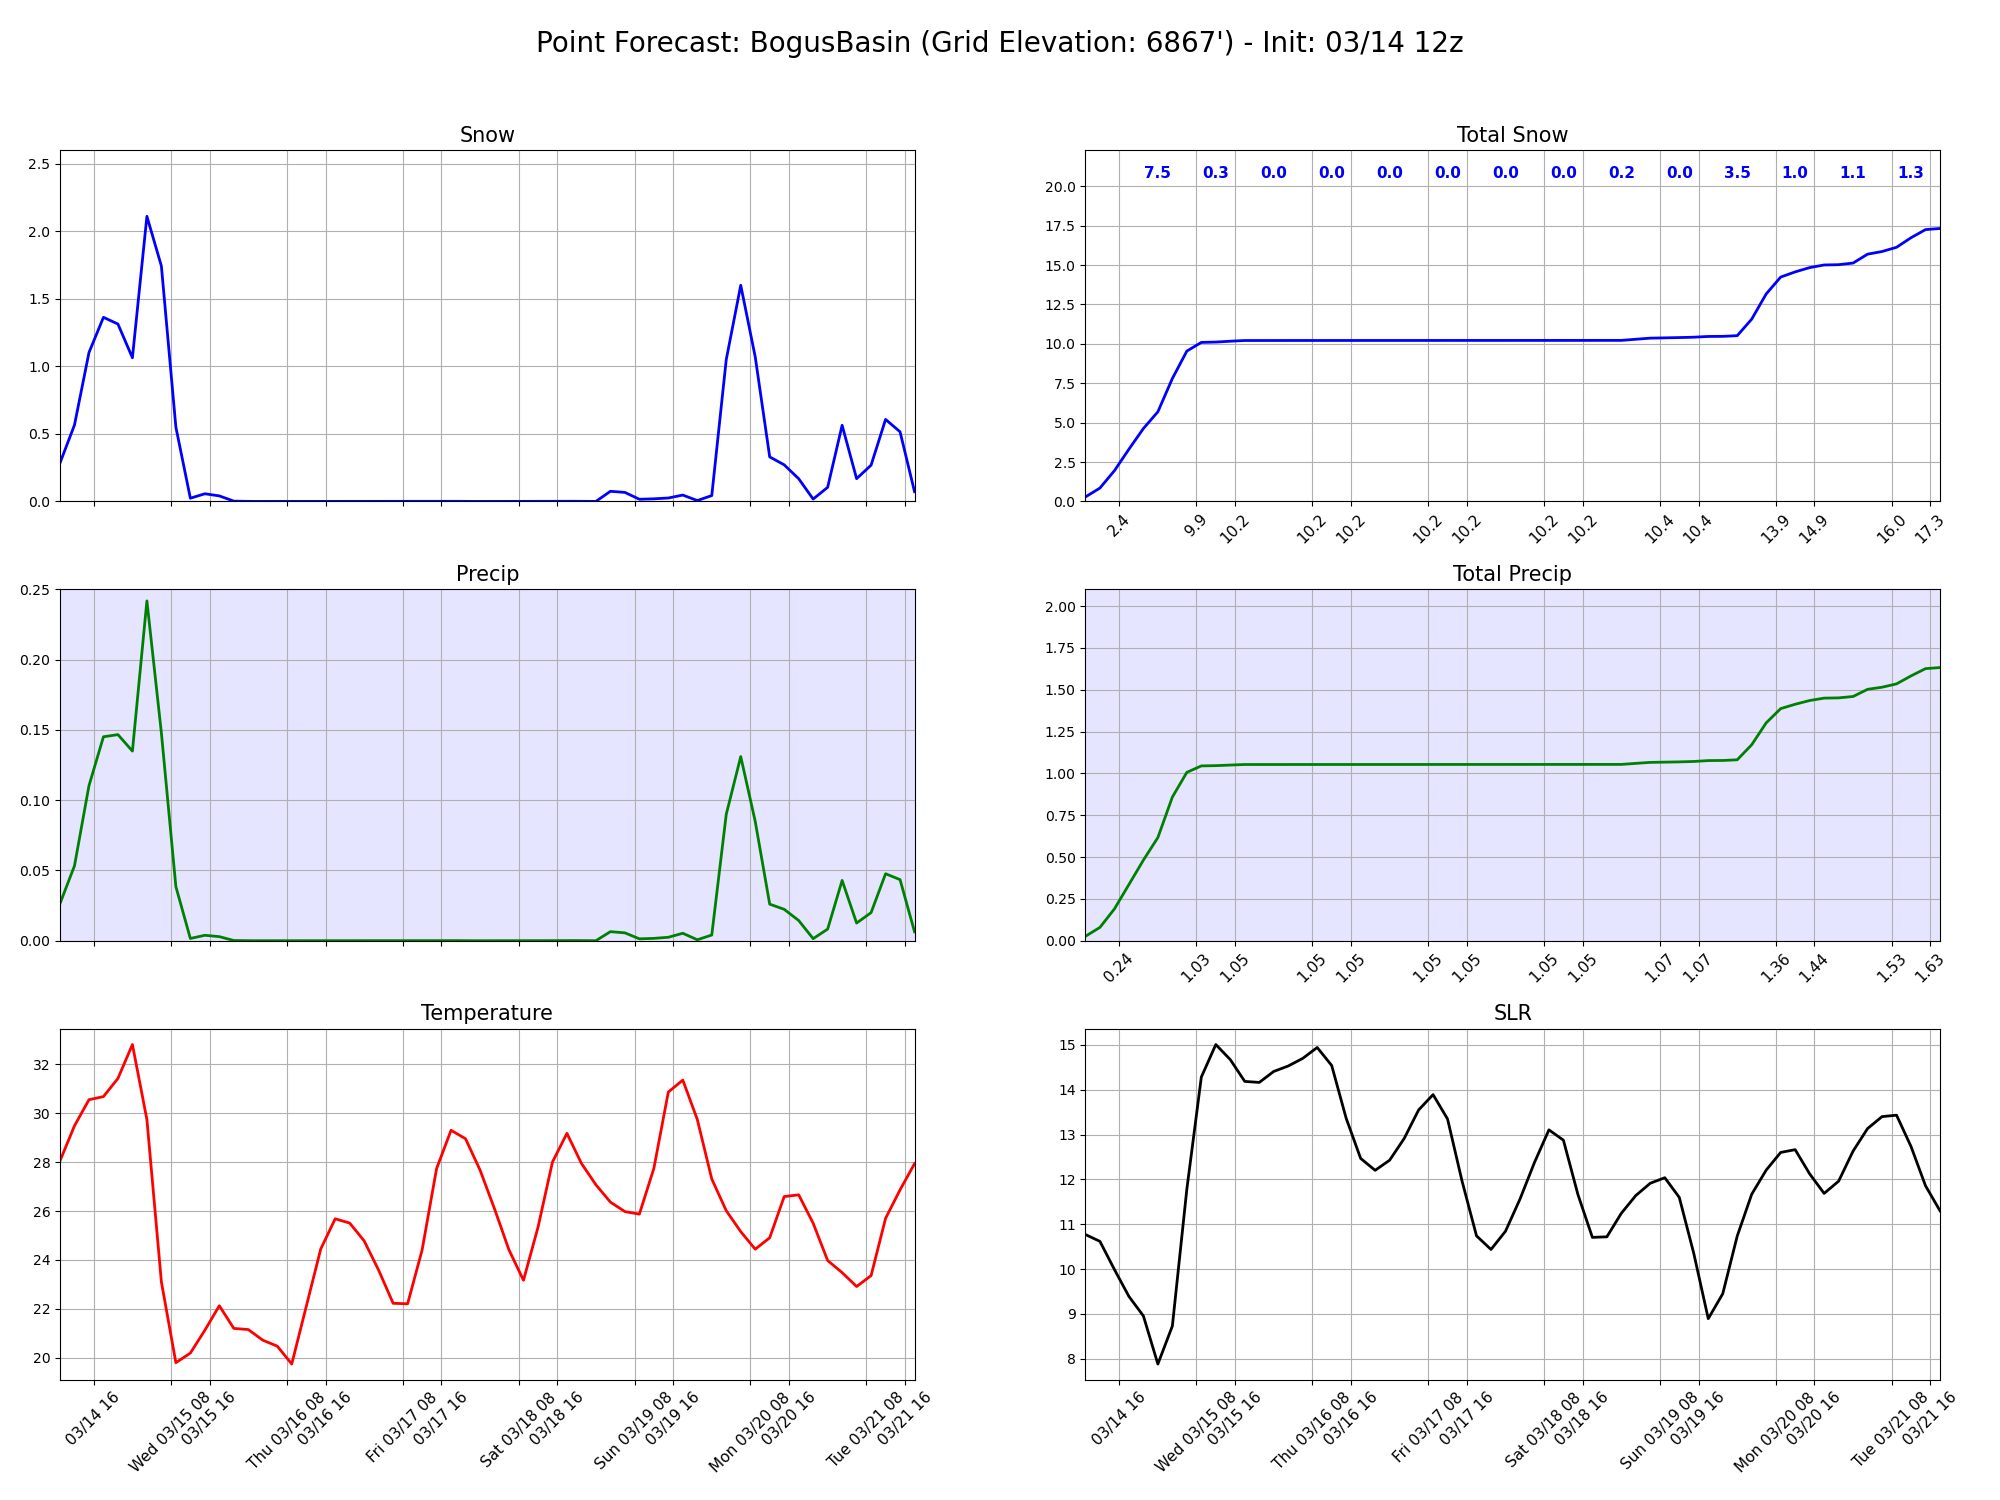 Point Forecast: BogusBasin (Grid Elevation: 6867') - Init: 03/14 12z
Snow
2.5
2.0
1.5
1.0
0.5
0.0
Total Snow
7.5 0.3 0.0 0.0 0.0 0.0 0.0 0.0 0.2 0.0 3.5 1.0 1.1 1.3
20.0
17.5
15.0
12.5
10.0
7.5
5.0
2.5
0.0
2.4 9.9 10.2 10.2 10.2 10.2 10.2 10.2 10.2 10.4 10.4 13.9 14.9 16.0 17.3
Precip
0.25
0.20
0.15
0.10
0.05
0.00
Total Precip
2.00
1.75
1.50
1.25
1.00
0.75
0.50
0.25
0.00
0.24 1.03 1.05 1.05 1.05 1.05 1.05 1.05 1.05 1.07 1.07 1.36 1.44 1.53 1.63
Temperature
32
30
28
26
24
22
20
03/14 16
Wed 03/15 08
03/15 16
Thu 03/16 08
03/16 16
Fri 03/17 08
03/17 16
Sat 03/18 08
03/18 16
Sun 03/19 08
03/19 16
Mon 03/20 08
03/20 16
Tue 03/21 08
03/21 16
SLR
15
14
13
12
11
10
9
8
03/14 16
Wed 03/15 08
03/15 16
Thu 03/16 08
03/16 16
Fri 03/17 08
03/17 16
Sat 03/18 08
03/18 16
Sun 03/19 08
03/19 16
Mon 03/20 08
03/20 16
Tue 03/21 08
03/21 16